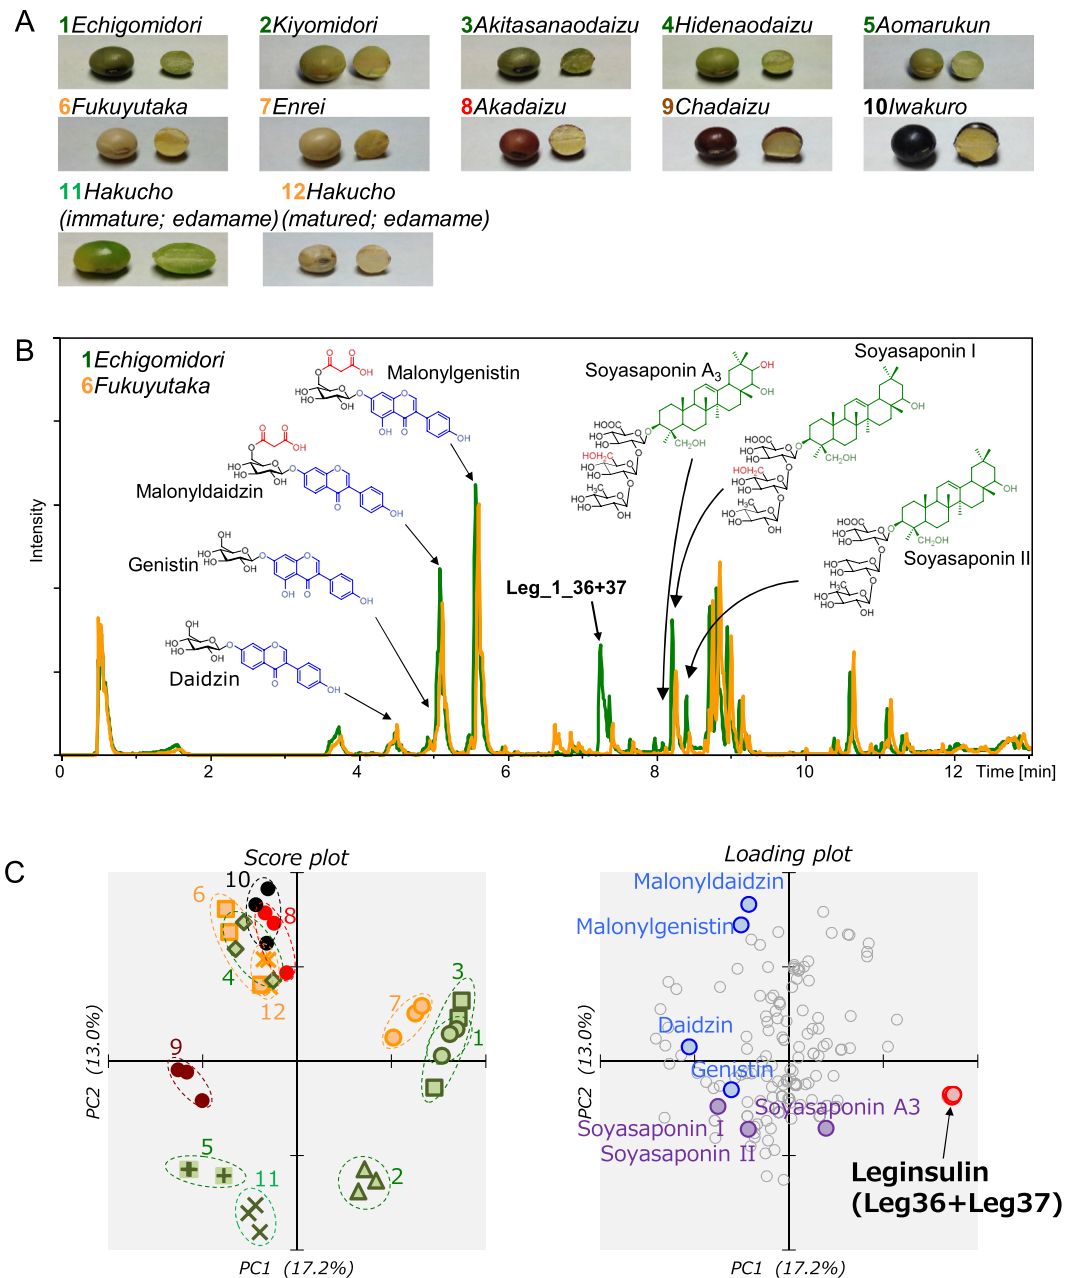 A
1Echigomidori 2Kiyomidori 3Akitasanaodaizu 4Hidenaodaizu 5Aomarukun
6Fukuyutaka 7Enrei 8Akadaizu 9Chadaizu 10Iwakuro
11Hakucho 12Hakucho
(immature; edamame) (matured; edamame)
B
1Echigomidori
6Fukuyutaka
Malonylgenistin
Malonyldaidzin
Genistin
Daidzin
Leg_1_36+37
Soyasaponin A3
Soyasaponin I
Soyasaponin II
Intensity
0 2 4 6 8 10 12 Time [min]
C
Score plot
10
6
8
4
12
3
7
1
9
5
11
2
PC2 (13.0%)
PC1 (17.2%)
Loading plot
Malonyldaidzin
Malonylgenistin
Daidzin
Genistin
Soyasaponin A3
Soyasaponin I
Soyasaponin II
Leginsulin
(Leg36+Leg37)
PC2 (13.0%)
PC1 (17.2%)